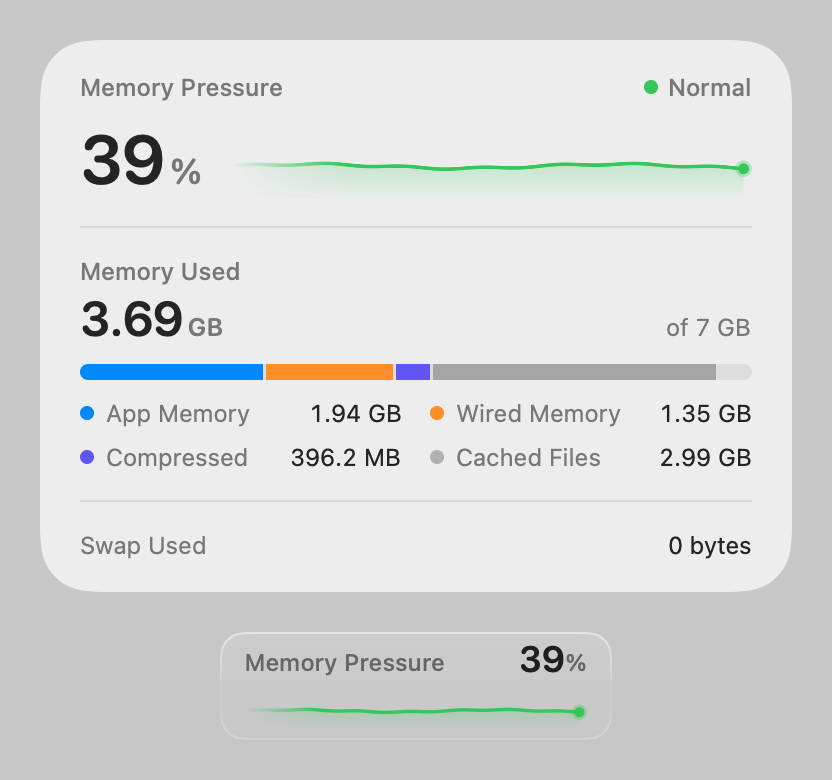 Memory Pressure Normal
39 %
Memory Used
3.69 GB of 7 GB
App Memory 1.94 GB Wired Memory 1.35 GB
Compressed 396.2 MB Cached Files 2.99 GB
Swap Used 0 bytes
Memory Pressure 39%